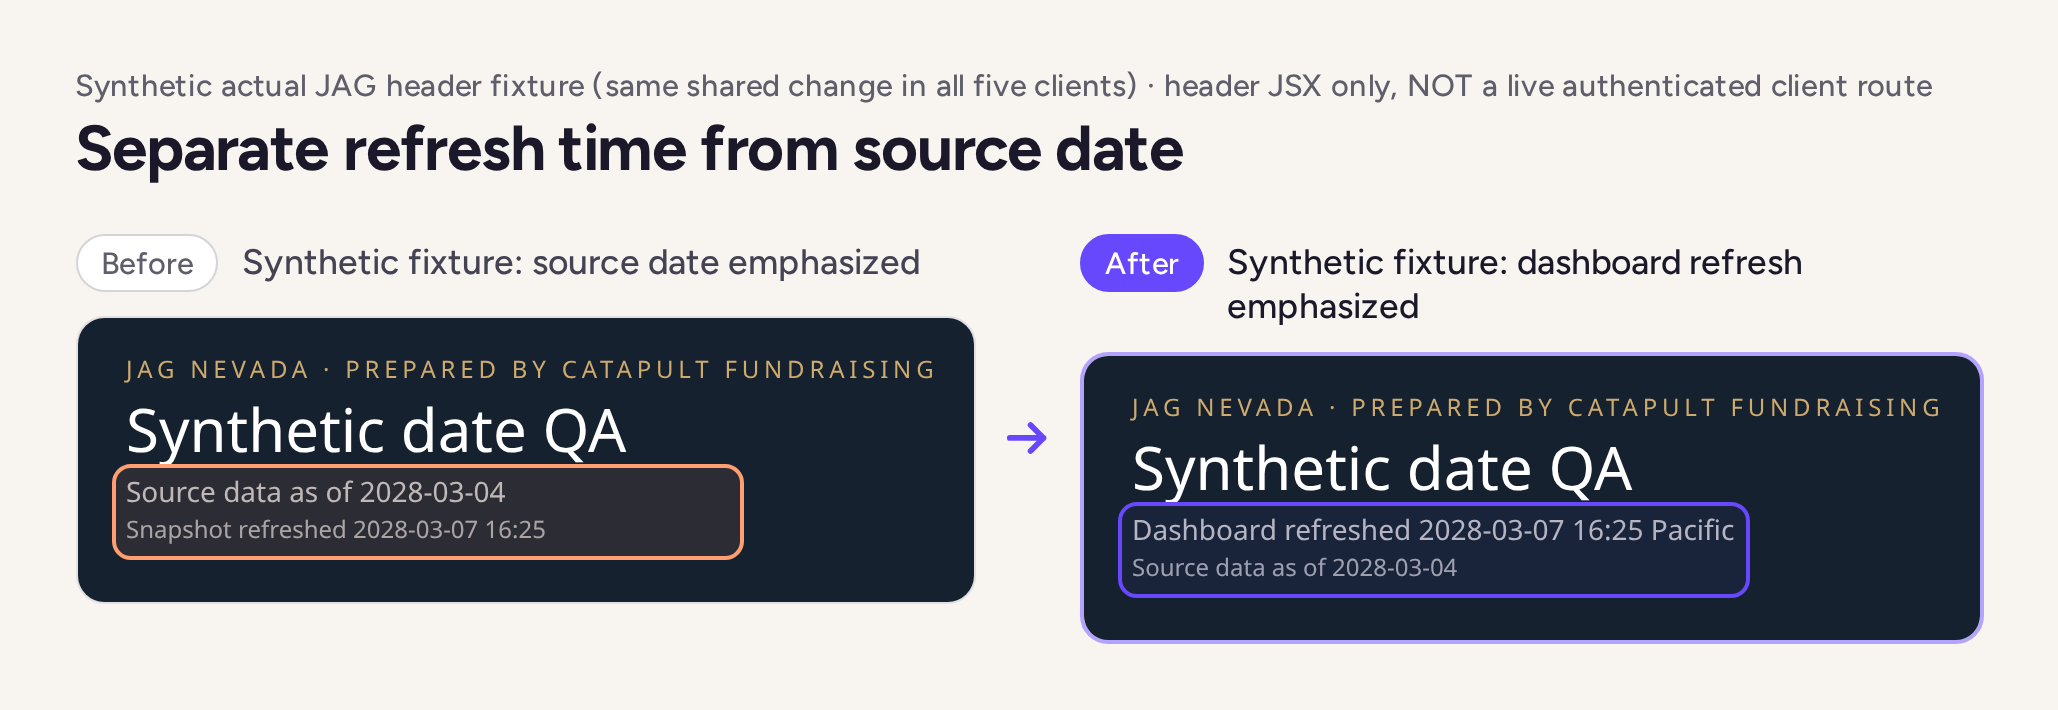 Synthetic actual JAG header fixture (same shared change in all five clients) · header JSX only, NOT a live authenticated client route
Separate refresh time from source date
Before
Synthetic fixture: source date emphasized
JAG NEVADA · PREPARED BY CATAPULT FUNDRAISING
Synthetic date QA
Source data as of 2028-03-04
Snapshot refreshed 2028-03-07 16:25
After
Synthetic fixture: dashboard refresh
emphasized
JAG NEVADA · PREPARED BY CATAPULT FUNDRAISING
Synthetic date QA
Dashboard refreshed 2028-03-07 16:25 Pacific
Source data as of 2028-03-04